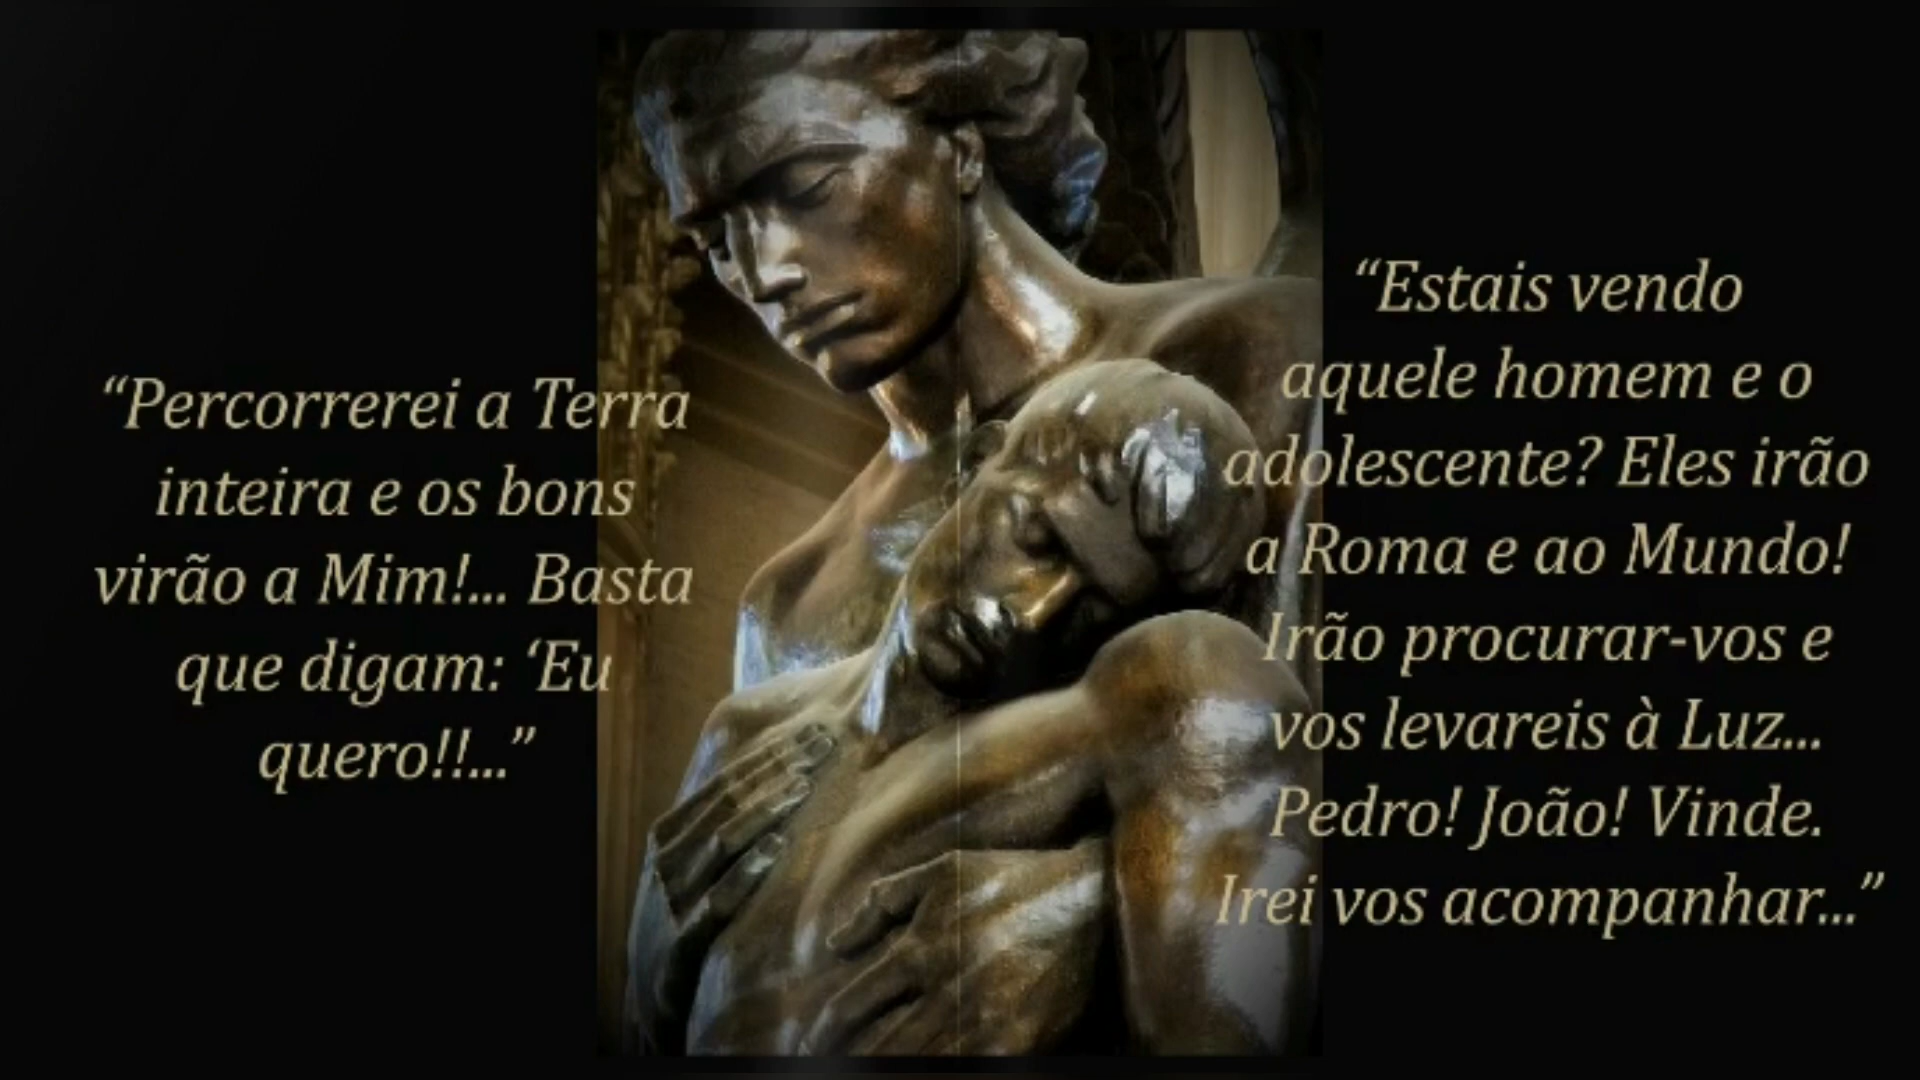 “Percorrerei a Terra
inteira e os bons
virão a Mim!... Basta
que digam: ‘Eu
quero!!...”
“Estais vendo
aquele homem e o
adolescente? Eles irão
a Roma e ao Mundo!
Irão procurar-vos e
vos levareis à Luz...
Pedro! João! Vinde.
Irei vos acompanhar...”